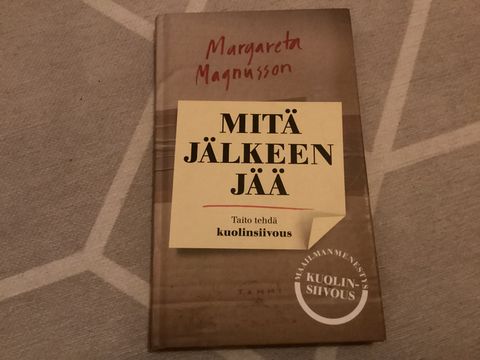 Margareta
Magnusson
MITÄ
JÄLKEEN
JÄÄ
Taito tehdä
kuolinsiivous
MAAILMANMENESTYS
KUOLIN-
SIIVOUS
TAMMI